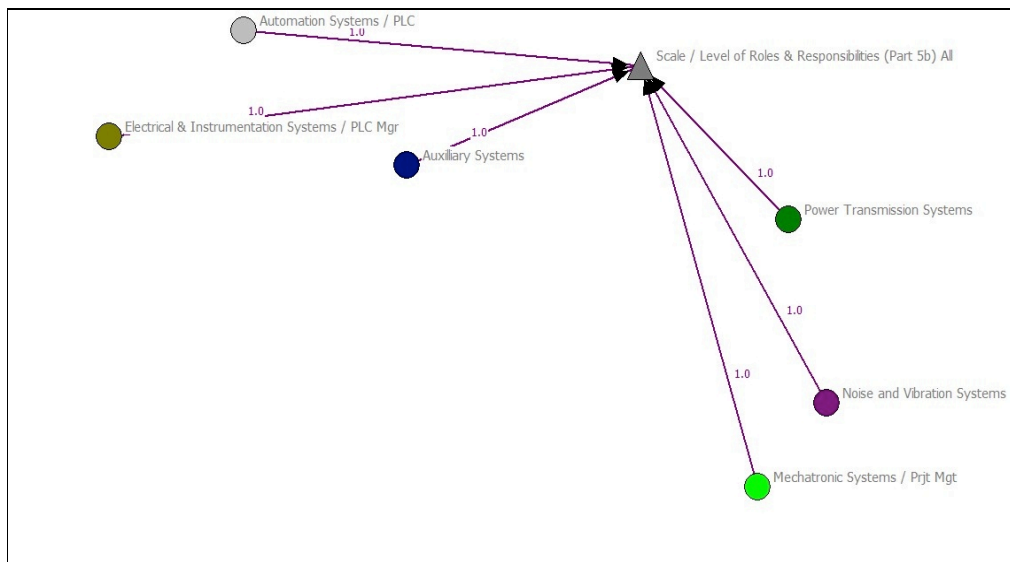 Automation Systems / PLC
1.0
Scale / Level of Roles & Responsibilities (Part 5b) All
1.0
Electrical & Instrumentation Systems / PLC Mgr
1.0
Auxilliary Systems
1.0
Power Transmission Systems
1.0
Noise and Vibration Systems
1.0
Mechatronic Systems / Prjt Mgt